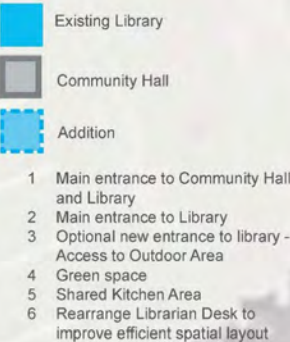 Existing Library
Community Hall
Addition
1 Main entrance to Community Hall
and Library
2 Main entrance to Library
3 Optional new entrance to library -
Access to Outdoor Area
4 Green space
5 Shared Kitchen Area
6 Rearrange Librarian Desk to
improve efficient spatial layout